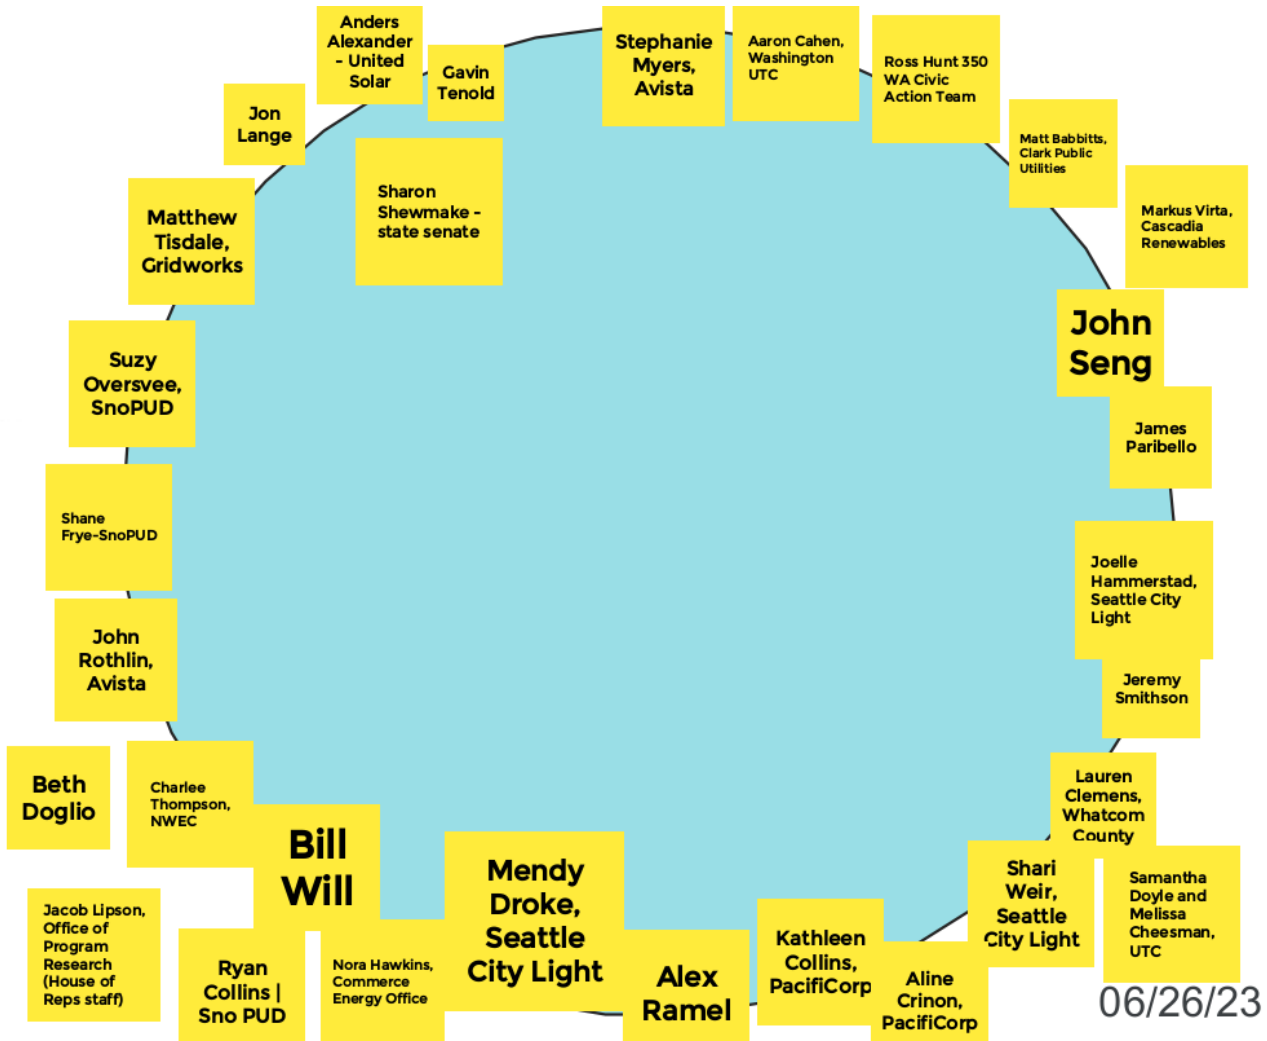 Anders
Alexander
- United
Solar
Gavin
Tenold
Stephanie
Myers,
Avista
Aaron Cahen,
Washington
UTC
Ross Hunt 350
WA Civic
Action Team
Jon
Lange
Matt Babbitts,
Clark Public
Utilities
Sharon
Shewmake -
state senate
Matthew
Tisdale,
Gridworks
Markus Virta,
Cascadia
Renewables
John
Seng
Suzy
Oversvee,
SnoPUD
James
Paribello
Shane
Frye-SnoPUD
Joelle
Hammerstad,
Seattle City
Light
John
Rothlin,
Avista
Jeremy
Smithson
Beth
Doglio
Charlee
Thompson,
NWEC
Lauren
Clemens,
Whatcom
County
Bill
Will
Mendy
Droke,
Seattle
City Light
Shari
Weir,
Seattle
City Light
Samantha
Doyle and
Melissa
Cheesman,
UTC
Jacob Lipson,
Office of
Program
Research
(House of
Reps staff)
Ryan
Collins |
Sno PUD
Nora Hawkins,
Commerce
Energy Office
Alex
Ramel
Kathleen
Collins,
PacifiCorp
Aline
Crinon,
PacifiCorp
06/26/23